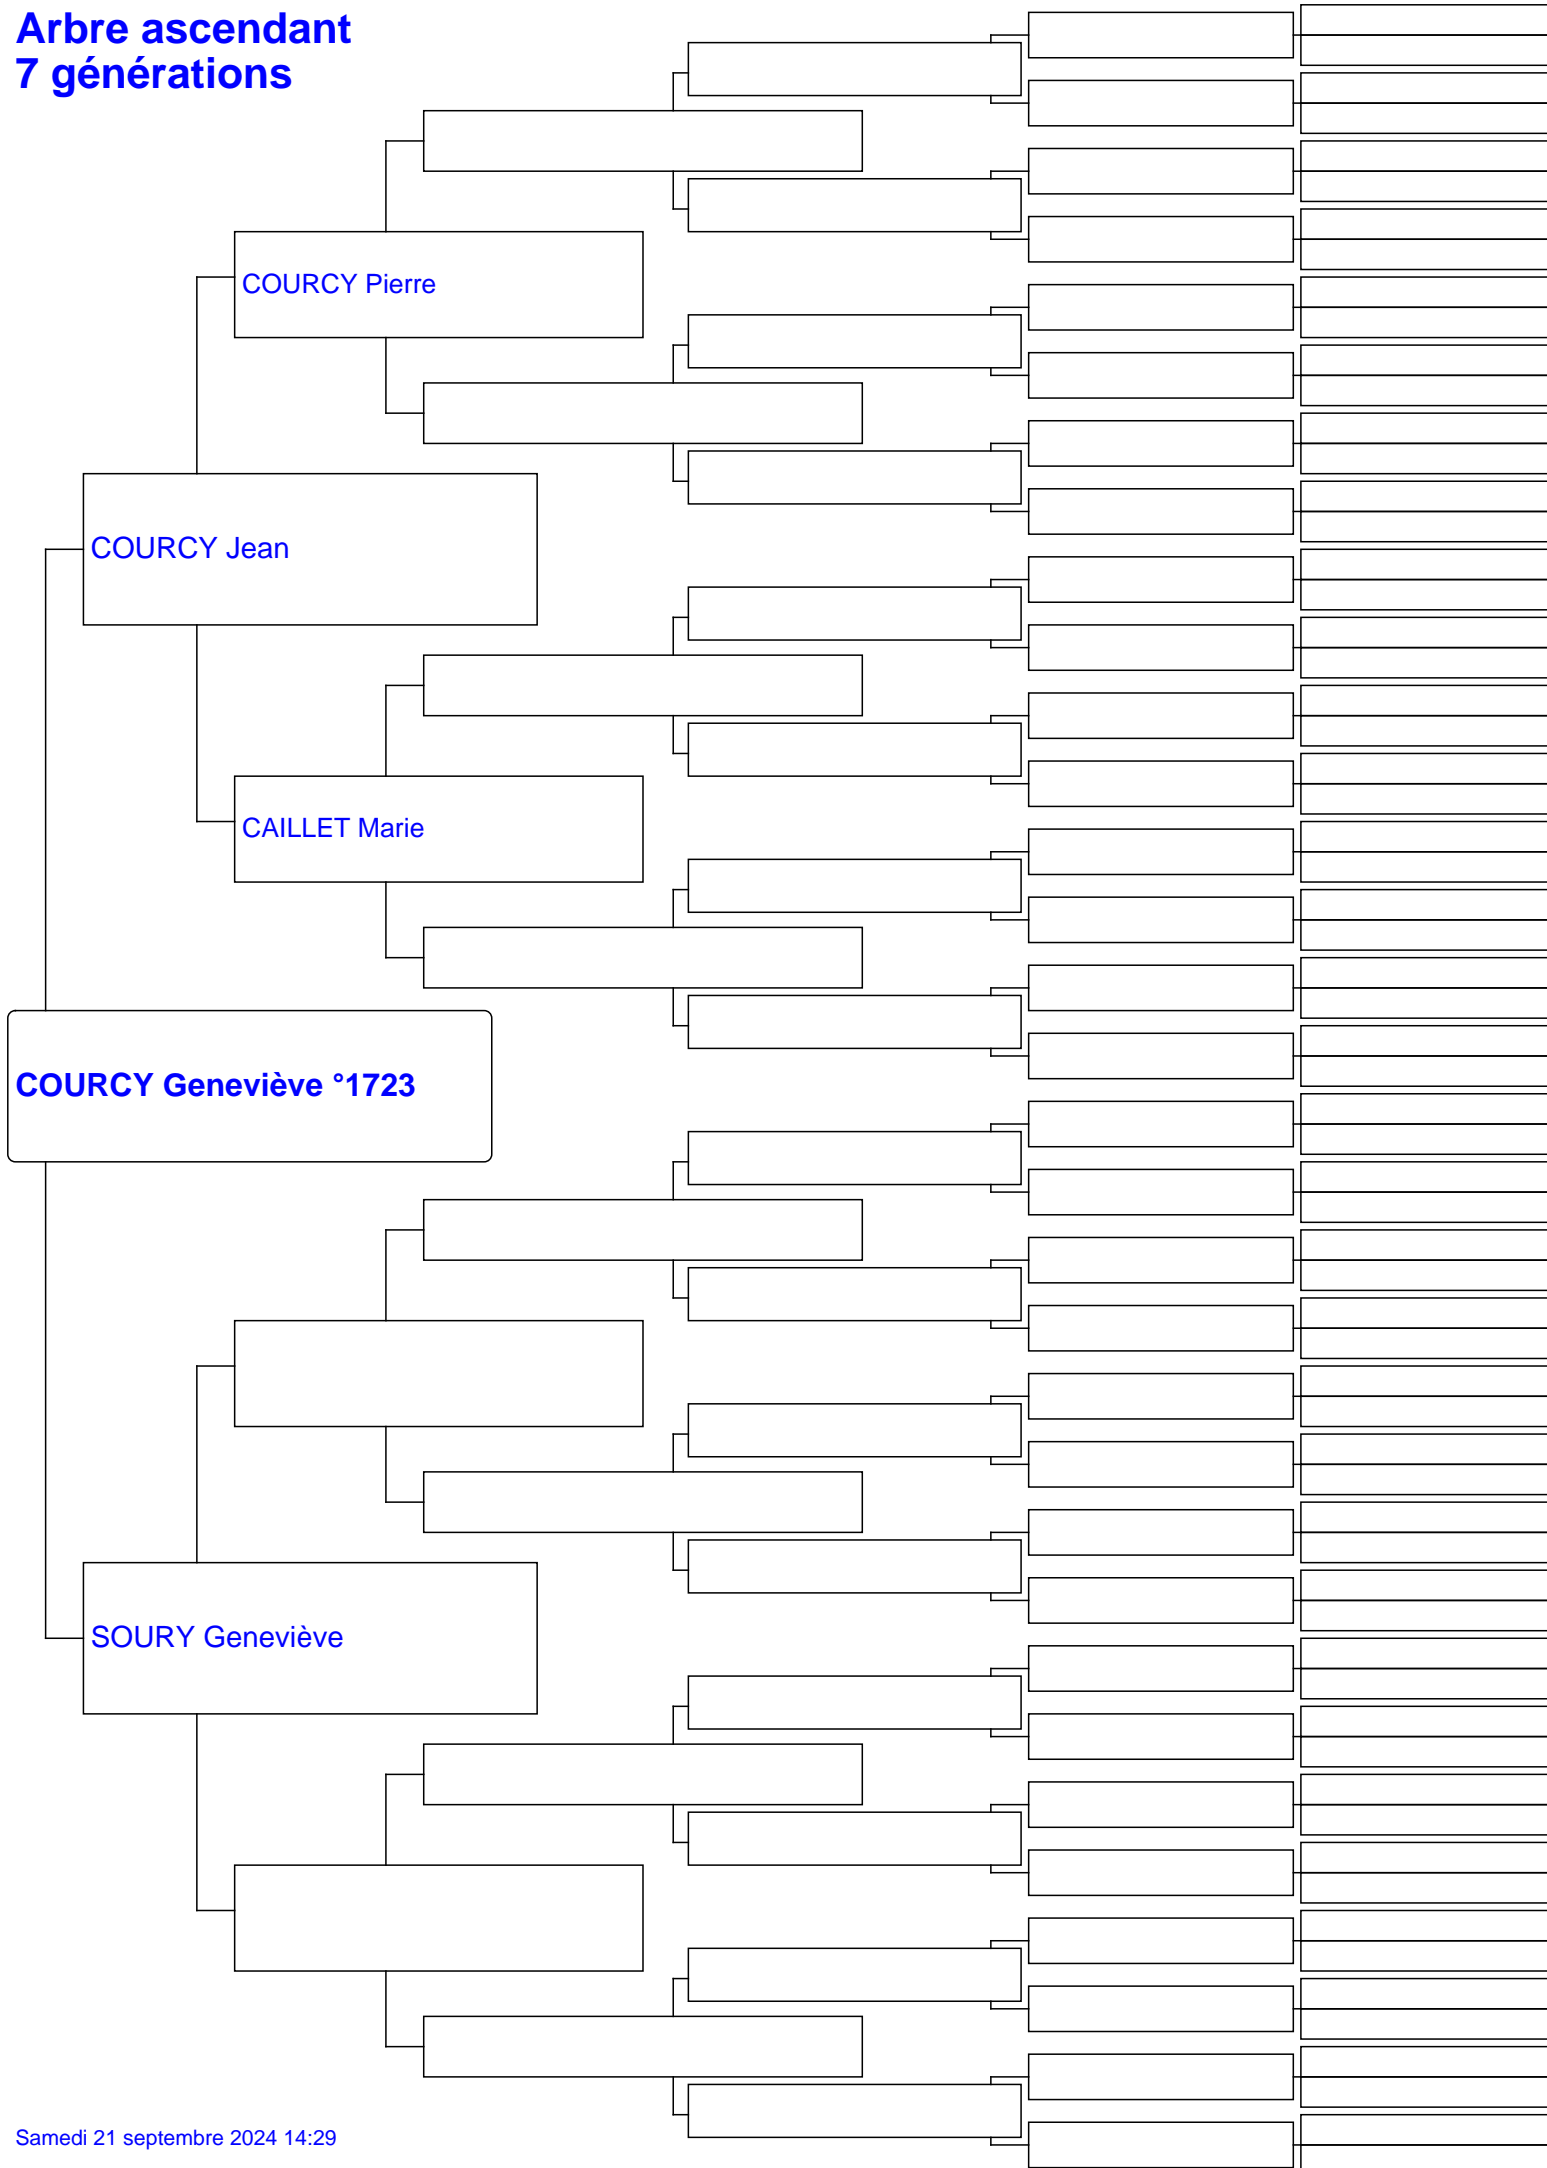 Arbre ascendant
7 générations
COURCY Pierre
COURCY Jean
CAILLET Marie
COURCY Geneviève °1723
SOURY Geneviève
Samedi 21 septembre 2024 14:29